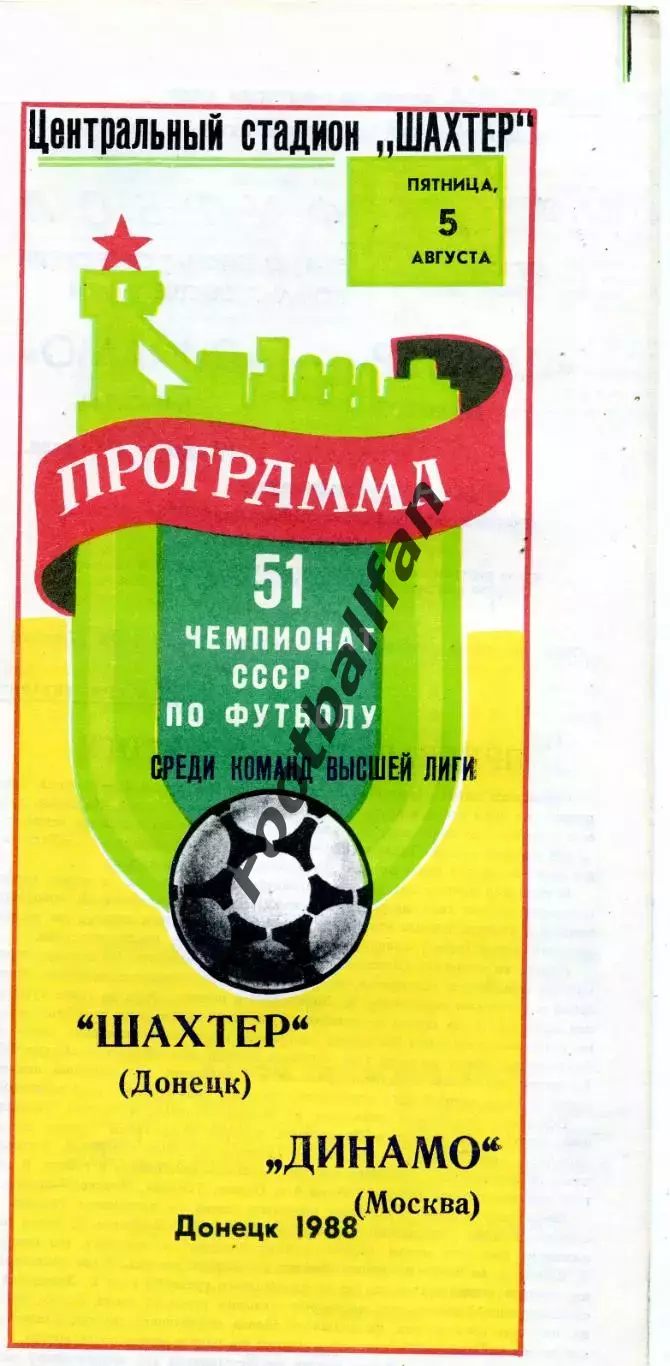 Центральный стадион „ШАХТЕР“
ПЯТНИЦА,
5
АВГУСТА
ПРОГРАММА
51
ЧЕМПИОНАТ
СССР
ПО ФУТБОЛУ
СРЕДИ КОМАНД ВЫСШЕЙ ЛИГИ
Footballfan
“ШАХТЕР“
(Донецк)
„ДИНАМО“
(Москва)
Донецк 1988